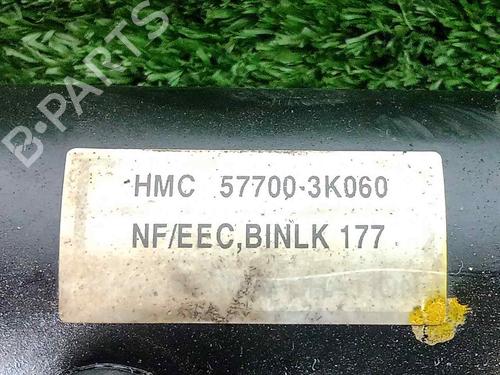 B-PARTS
HMC 57700-3K060
NF/EEC,BINLK 177